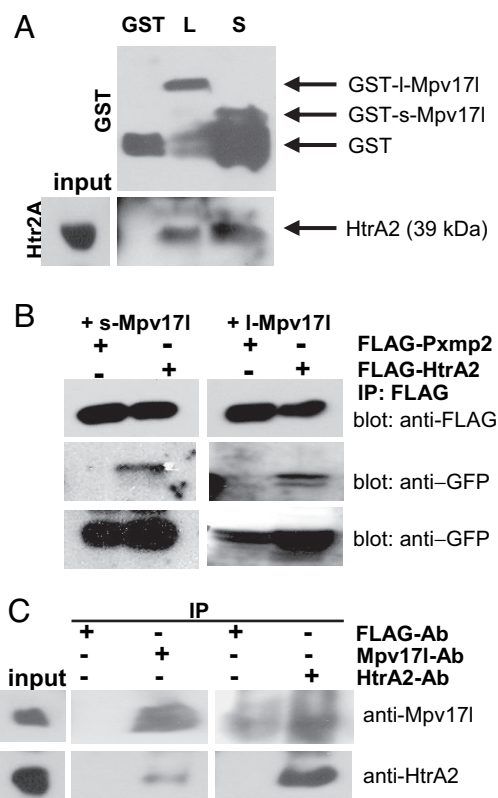 A
GST L S
GST
GST-l-Mpv17l
GST-s-Mpv17l
GST
input
Htr2A
HtrA2 (39 kDa)
B
+ s-Mpv17l + l-Mpv17l
+ - + - FLAG-Pxmp2
- + - + FLAG-HtrA2
IP: FLAG
blot: anti-FLAG
blot: anti–GFP
blot: anti–GFP
C
IP
+ - + - FLAG-Ab
- + - - Mpv17l-Ab
input - - - + HtrA2-Ab
anti-Mpv17l
anti-HtrA2